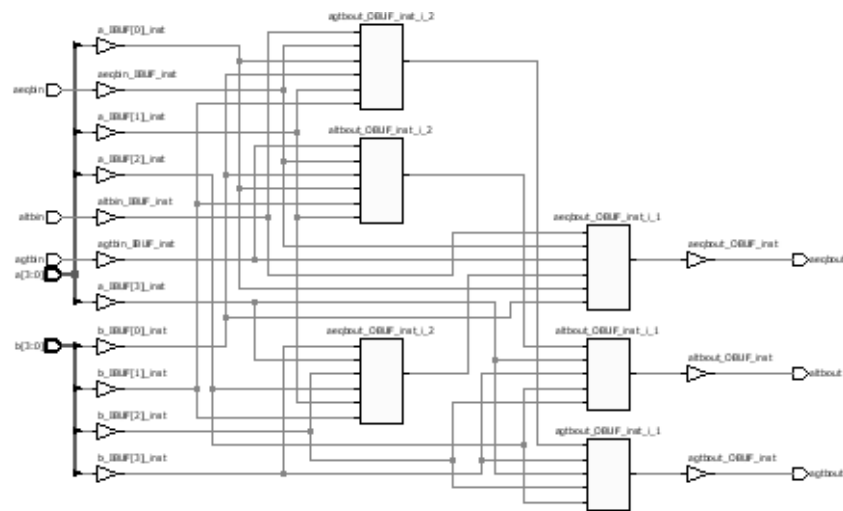 agtbout_OBUF_inst_i_2
a_IBUF[0]_inst
aeqbin_IBUF_inst
aeqbin
a_IBUF[1]_inst
altbout_OBUF_inst_i_2
a_IBUF[2]_inst
altbin_IBUF_inst
altbin
aeqbout_OBUF_inst_i_1
agtbin_IBUF_inst
aeqbout_OBUF_inst
agtbin
aeqbout
a[3:0]
a_IBUF[3]_inst
b_IBUF[0]_inst
aeqbout_OBUF_inst_i_2
altbout_OBUF_inst_i_1
b[3:0]
altbout_OBUF_inst
b_IBUF[1]_inst
altbout
b_IBUF[2]_inst
agtbout_OBUF_inst_i_1
b_IBUF[3]_inst
agtbout_OBUF_inst
agtbout